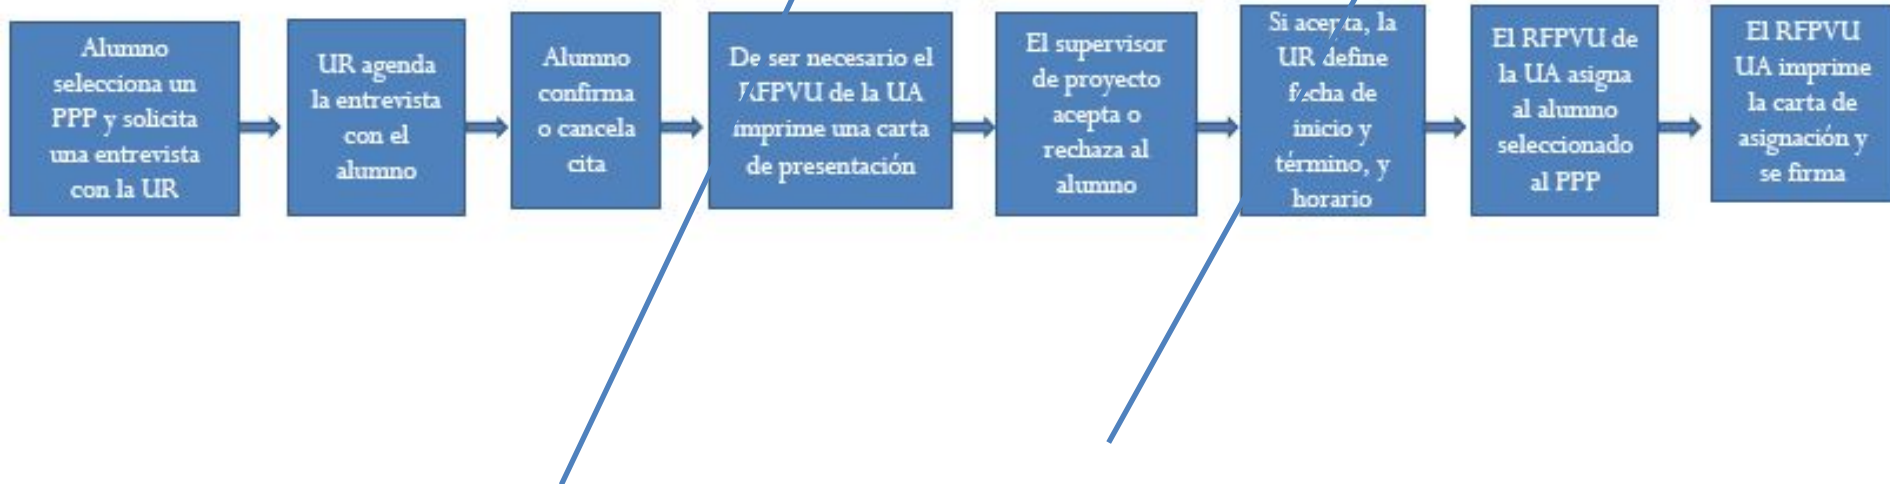 Alumno
selecciona un
PPP y solicita
una entrevista
con la UR
UR agenda
la entrevista
con el
alumno
Alumno
confirma
o cancela
cita
De ser necesario el
RFPVU de la UA
imprime una carta
de presentación
El supervisor
de proyecto
acepta o
rechaza al
alumno
Si acepta, la
UR define
fecha de
inicio y
término, y
horario
El RFPVU de
la UA asigna
al alumno
seleccionado
al PPP
El RFPVU
UA imprime
la carta de
asignación y
se firma